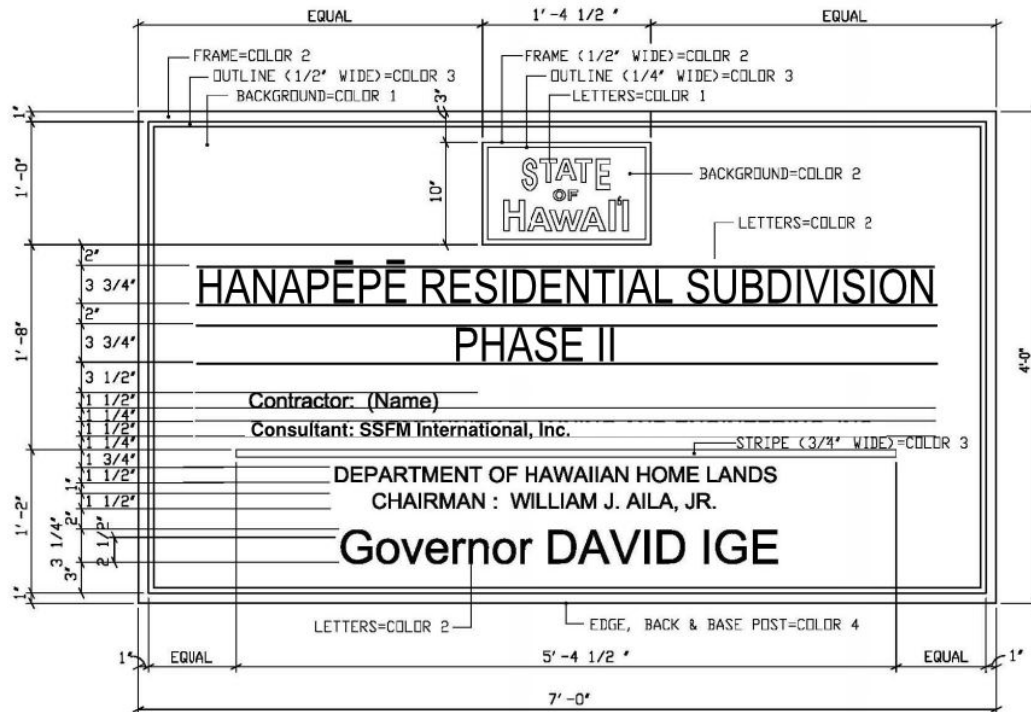 EQUAL 1'-4 1/2 " EQUAL
FRAME=COLOR 2
OUTLINE (1/2" WIDE)=COLOR 3
BACKGROUND=COLOR 1
FRAME (1/2" WIDE)=COLOR 2
OUTLINE (1/4" WIDE)=COLOR 3
LETTERS=COLOR 1
3"
1"
1'-0"
10"
STATE
OF
HAWAI'I
BACKGROUND=COLOR 2
LETTERS=COLOR 2
2"
3 3/4"
HANAPĒPĒ RESIDENTIAL SUBDIVISION
2"
3 3/4"
PHASE II
1'-8"
4'-0"
3 1/2"
1 1/2"
Contractor: (Name)
1 1/4"
1 1/2"
Consultant: SSFM International, Inc.
1 1/4"
STRIPE (3/4" WIDE)=COLOR 3
1 3/4"
1 1/2"
DEPARTMENT OF HAWAIIAN HOME LANDS
1"
1 1/2"
CHAIRMAN : WILLIAM J. AILA, JR.
1'-2"
2"
3 1/4"
2 1/2"
Governor DAVID IGE
3"
1"
LETTERS=COLOR 2
EDGE, BACK & BASE POST=COLOR 4
1" EQUAL 5'-4 1/2 " EQUAL 1"
7'-0"